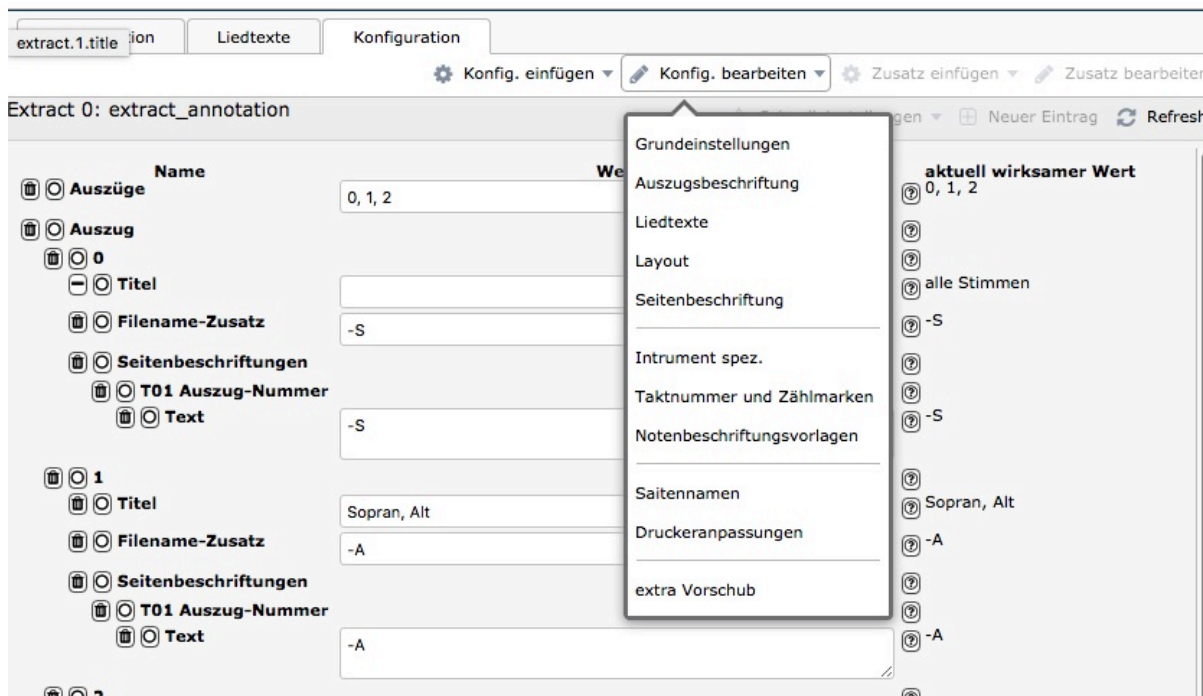 extract.1.title ion Liedtexte Konfiguration
Konfig. einfügen Konfig. bearbeiten Zusatz einfügen Zusatz bearbeiten
Extract 0: extract_annotation gen Neuer Eintrag Refresh
Grundeinstellungen
Name We aktuell wirksamer Wert
Auszüge 0, 1, 2 0, 1, 2
Auszugsbeschriftung
Liedtexte
Auszug
0
Layout
Titel alle Stimmen
Seitenbeschriftung
Filename-Zusatz -S -S
Intrument spez.
Seitenbeschriftungen
T01 Auszug-Nummer
Taktnummer und Zählmarken
Text -S -S
Notenbeschriftungsvorlagen
1
Saitennamen
Titel Sopran, Alt Sopran, Alt
Druckeranpassungen
Filename-Zusatz -A -A
Seitenbeschriftungen
extra Vorschub
T01 Auszug-Nummer
Text -A -A
2